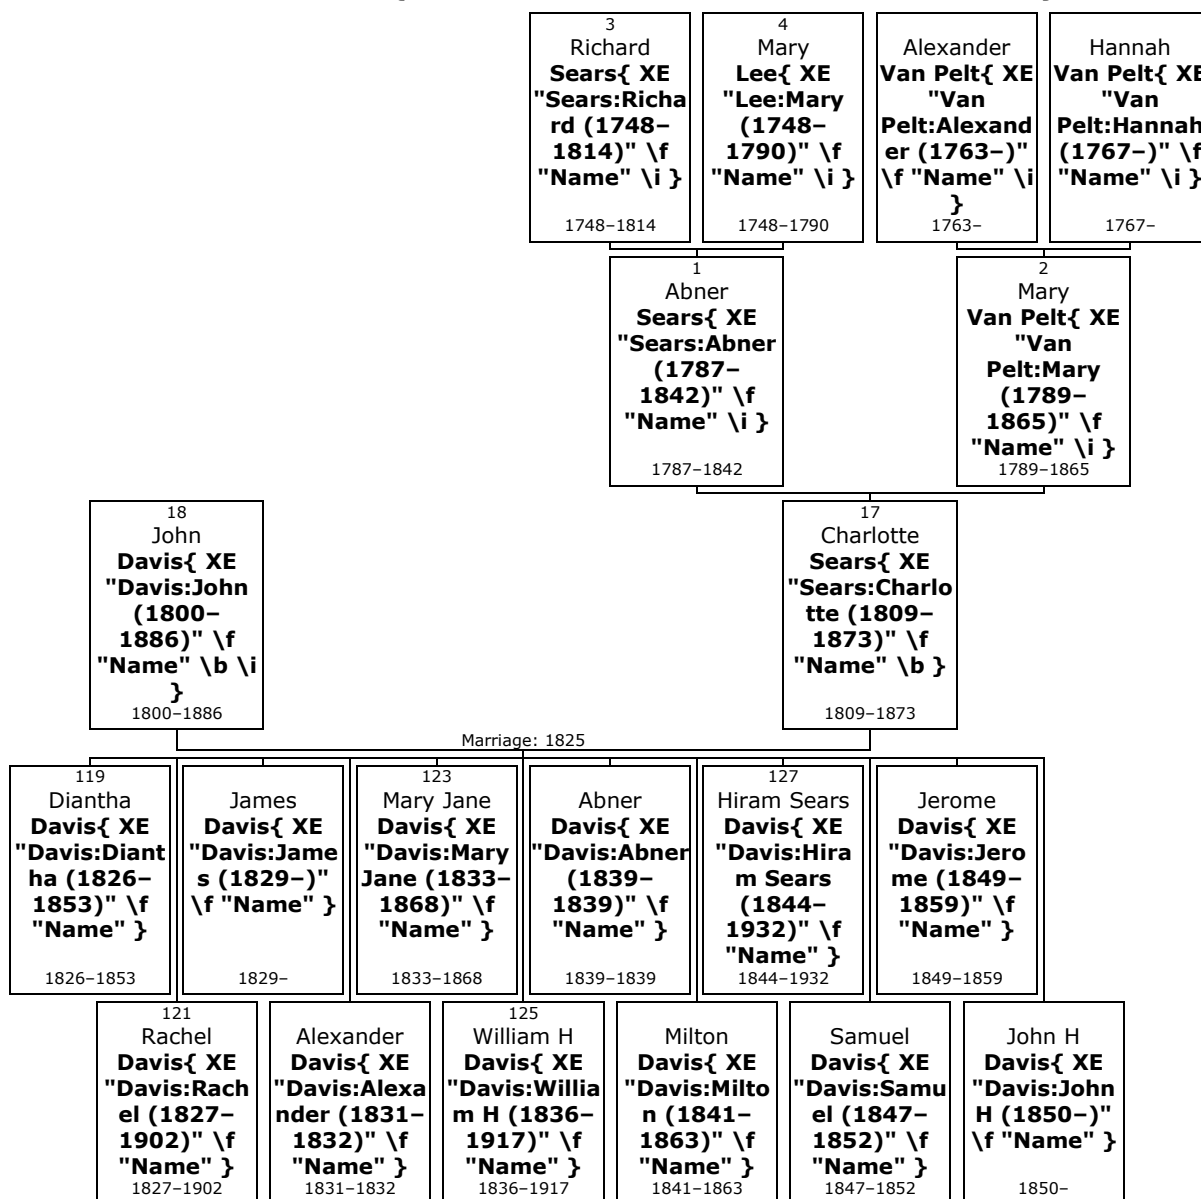 3
Richard
Sears{ XE
"Sears:Richa
rd (1748–
1814)" \f
"Name" \i }
1748–1814
4
Mary
Lee{ XE
"Lee:Mary
(1748–
1790)" \f
"Name" \i }
1748–1790
Alexander
Van Pelt{ XE
"Van
Pelt:Alexand
er (1763–)"
\f "Name" \i
}
1763–
Hannah
Van Pelt{ XE
"Van
Pelt:Hannah
(1767–)" \f
"Name" \i }
1767–
1
Abner
Sears{ XE
"Sears:Abner
(1787–
1842)" \f
"Name" \i }
1787–1842
2
Mary
Van Pelt{ XE
"Van
Pelt:Mary
(1789–
1865)" \f
"Name" \i }
1789–1865
18
John
Davis{ XE
"Davis:John
(1800–
1886)" \f
"Name" \b \i
}
1800–1886
17
Charlotte
Sears{ XE
"Sears:Charlo
tte (1809–
1873)" \f
"Name" \b }
1809–1873
Marriage: 1825
119
Diantha
Davis{ XE
"Davis:Diant
ha (1826–
1853)" \f
"Name" }
1826–1853
James
Davis{ XE
"Davis:Jame
s (1829–)"
\f "Name" }
1829–
123
Mary Jane
Davis{ XE
"Davis:Mary
Jane (1833–
1868)" \f
"Name" }
1833–1868
Abner
Davis{ XE
"Davis:Abner
(1839–
1839)" \f
"Name" }
1839–1839
127
Hiram Sears
Davis{ XE
"Davis:Hira
m Sears
(1844–
1932)" \f
"Name" }
1844–1932
Jerome
Davis{ XE
"Davis:Jero
me (1849–
1859)" \f
"Name" }
1849–1859
121
Rachel
Davis{ XE
"Davis:Rach
el (1827–
1902)" \f
"Name" }
1827–1902
Alexander
Davis{ XE
"Davis:Alexa
nder (1831–
1832)" \f
"Name" }
1831–1832
125
William H
Davis{ XE
"Davis:Willia
m H (1836–
1917)" \f
"Name" }
1836–1917
Milton
Davis{ XE
"Davis:Milto
n (1841–
1863)" \f
"Name" }
1841–1863
Samuel
Davis{ XE
"Davis:Samu
el (1847–
1852)" \f
"Name" }
1847–1852
John H
Davis{ XE
"Davis:John
H (1850–)"
\f "Name" }
1850–